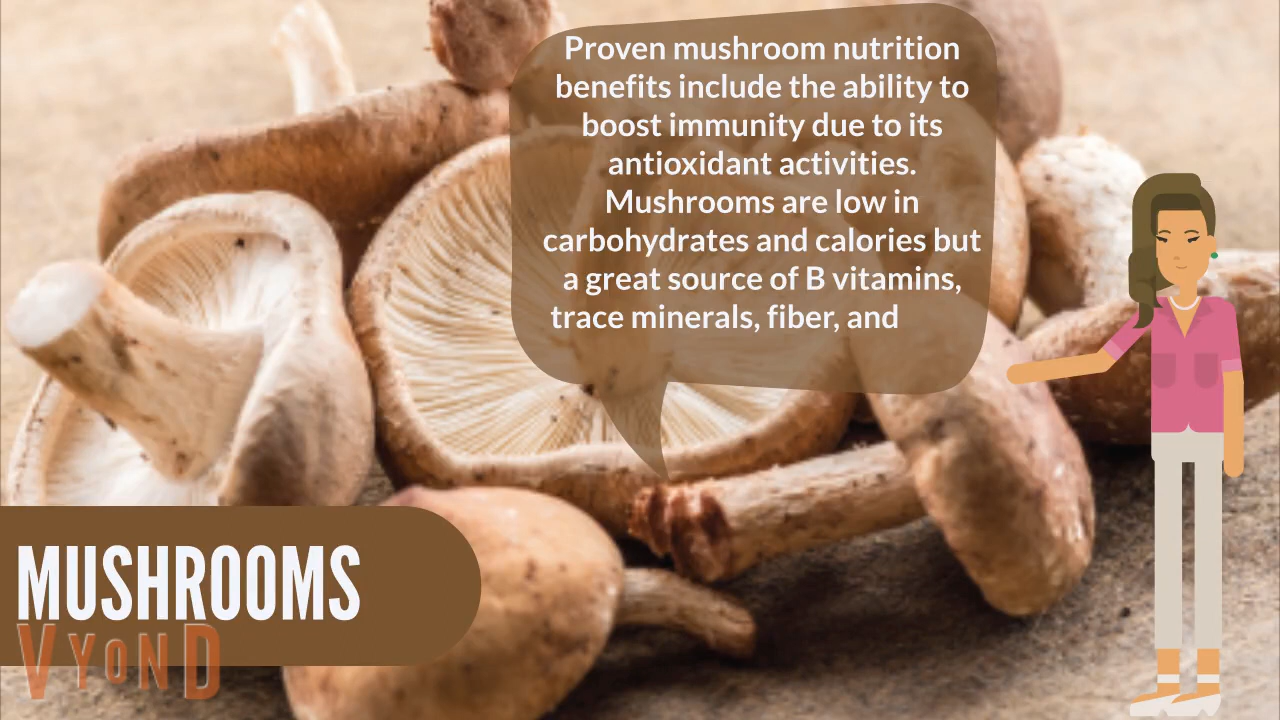 Proven mushroom nutrition
benefits include the ability to
boost immunity due to its
antioxidant activities.
Mushrooms are low in
carbohydrates and calories but
a great source of B vitamins,
trace minerals, fiber, and
MUSHROOMS
VYOND